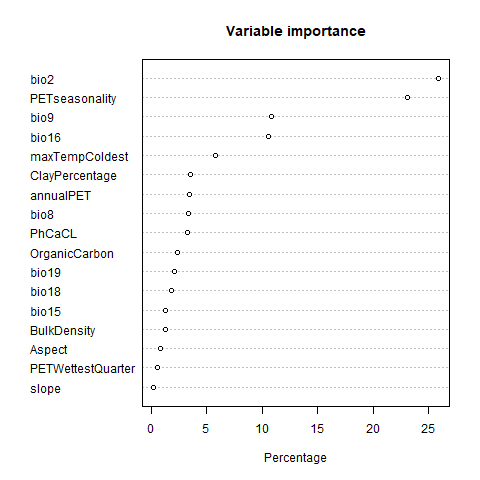 Variable importance
bio2
PETseasonality
bio9
bio16
maxTempColdest
ClayPercentage
annualPET
bio8
PhCaCL
OrganicCarbon
bio19
bio18
bio15
BulkDensity
Aspect
PETWettestQuarter
slope
0 5 10 15 20 25
Percentage